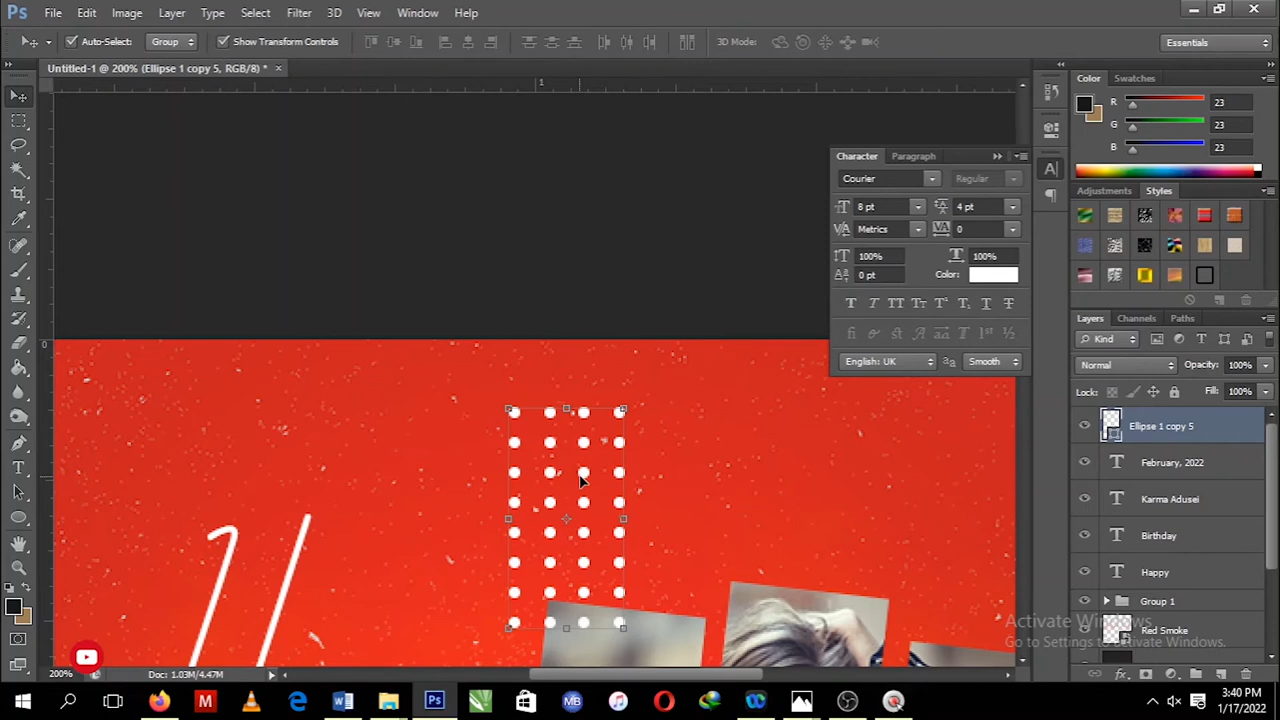 Ps File Edit Image Layer Type Select Filter 3D View Window Help
Auto-Select: Group Show Transform Controls 3D Mode: Essentials
Untitled-1 @ 200% (Ellipse 1 copy 5, RGB/8) *
1
0
Color Swatches
R 23
G 23
B 23
Character Paragraph
Courier Regular
8 pt 4 pt
Metrics 0
100% 100%
0 pt Color:
English: UK Smooth
Adjustments Styles
Layers Channels Paths
Kind
Normal Opacity: 100%
Lock: Fill: 100%
Ellipse 1 copy 5
February, 2022
Karma Adusei
Birthday
Happy
Group 1
Red Smoke
Activate Windows
Go to Settings to Activate Windows.
200% Doc: 1.03M/4.47M
3:40 PM
1/17/2022